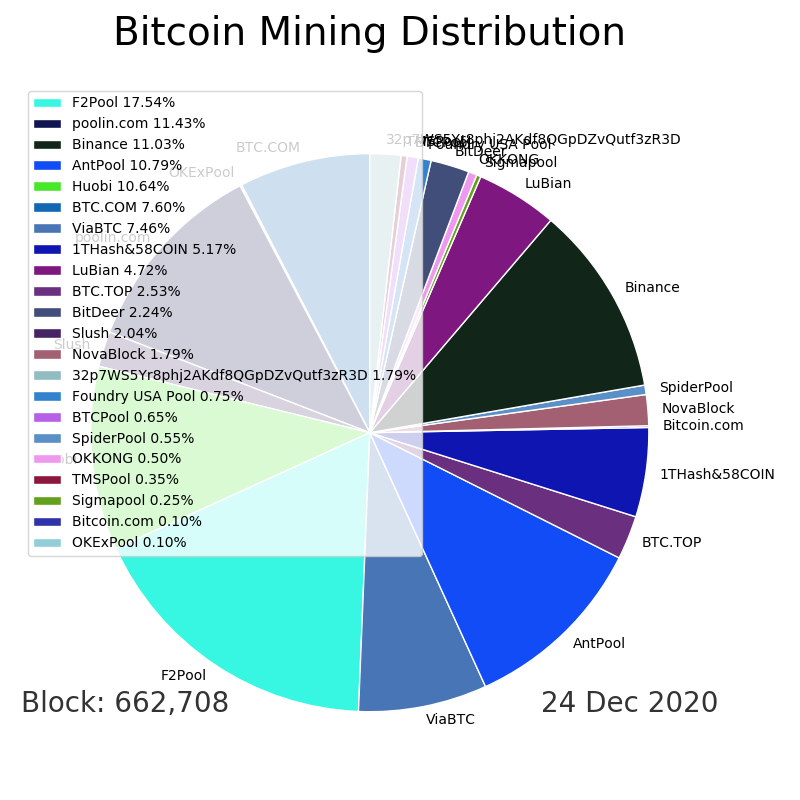 Bitcoin Mining Distribution
F2Pool 17.54%
poolin.com 11.43%
Binance 11.03%
AntPool 10.79%
Huobi 10.64%
BTC.COM 7.60%
ViaBTC 7.46%
1THash&58COIN 5.17%
LuBian 4.72%
BTC.TOP 2.53%
BitDeer 2.24%
Slush 2.04%
NovaBlock 1.79%
32p7WS5Yr8phj2AKdf8QGpDZvQutf3zR3D 1.79%
Foundry USA Pool 0.75%
BTCPool 0.65%
SpiderPool 0.55%
OKKONG 0.50%
TMSPool 0.35%
Sigmapool 0.25%
Bitcoin.com 0.10%
OKExPool 0.10%
BTC.COM
OKExPool
poolin.com
Slush
32p7WS5Yr8phj2AKdf8QGpDZvQutf3zR3D
Foundry USA Pool
BitDeer
OKKONG
Sigmapool
LuBian
Binance
SpiderPool
NovaBlock
Bitcoin.com
1THash&58COIN
BTC.TOP
AntPool
ViaBTC
F2Pool
Block: 662,708
24 Dec 2020